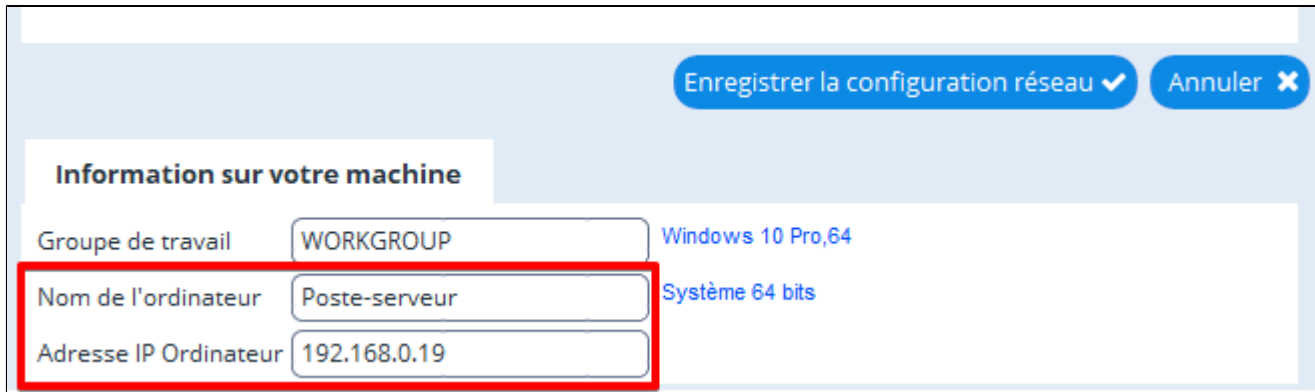 Enregistrer la configuration réseau Annuler
Information sur votre machine
Groupe de travail WORKGROUP Windows 10 Pro,64
Nom de l'ordinateur Poste-serveur Système 64 bits
Adresse IP Ordinateur 192.168.0.19